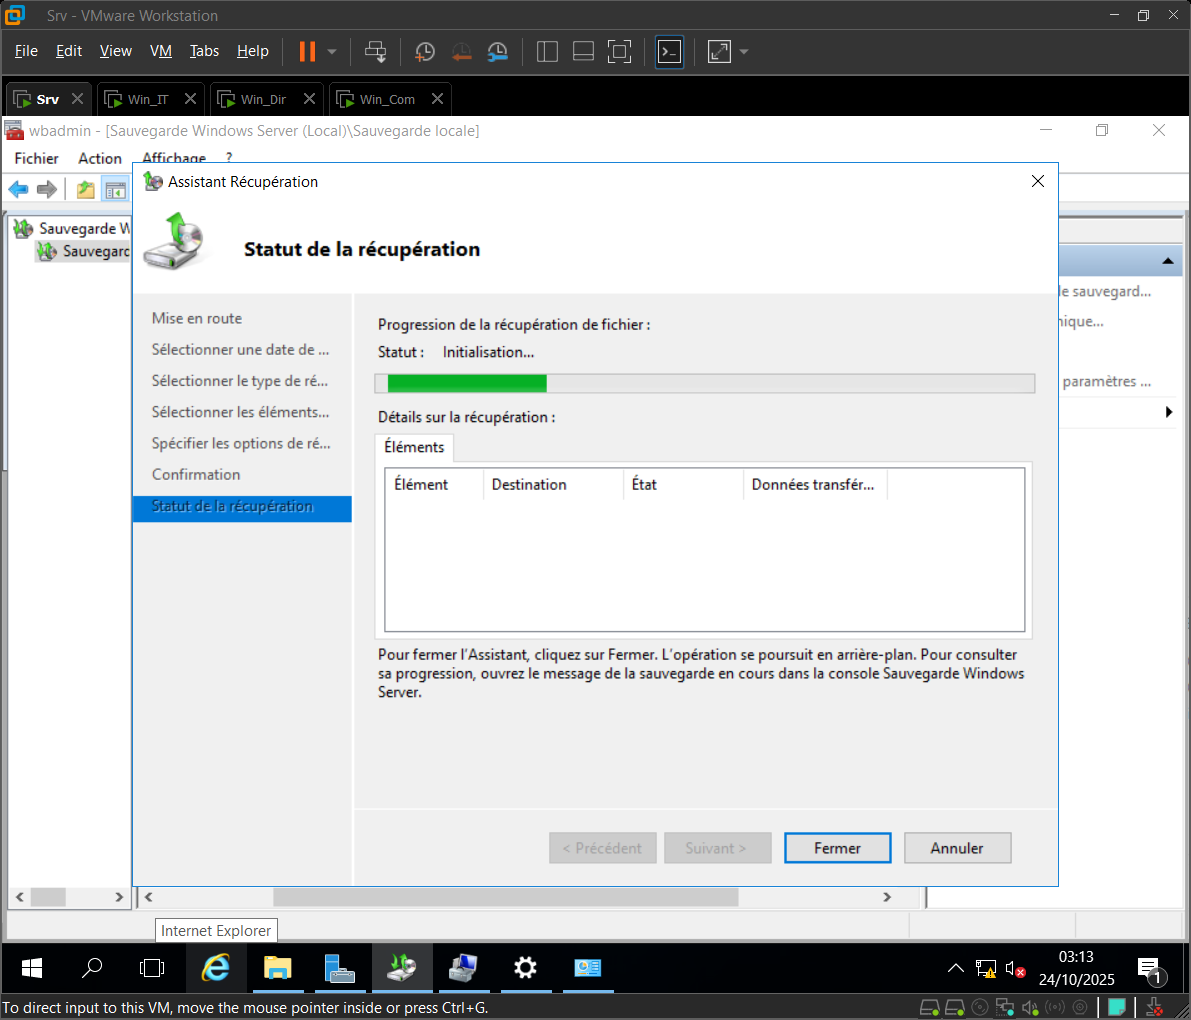 Srv - VMware Workstation
File Edit View VM Tabs Help
Srv Win_IT Win_Dir Win_Com
wbadmin - [Sauvegarde Windows Server (Local)\Sauvegarde locale]
Fichier Action Affichage ?
Assistant Récupération
Sauvegarde W
Sauvegarc
Statut de la récupération
le sauvegard...
nique...
paramètres ...
Mise en route
Sélectionner une date de ...
Sélectionner le type de ré...
Sélectionner les éléments...
Spécifier les options de ré...
Confirmation
Statut de la récupération
Progression de la récupération de fichier :
Statut : Initialisation...
Détails sur la récupération :
Éléments
Élément Destination État Données transfér...
Pour fermer l'Assistant, cliquez sur Fermer. L'opération se poursuit en arrière-plan. Pour consulter
sa progression, ouvrez le message de la sauvegarde en cours dans la console Sauvegarde Windows
Server.
< Précédent Suivant > Fermer Annuler
Internet Explorer
03:13
24/10/2025
1
To direct input to this VM, move the mouse pointer inside or press Ctrl+G.